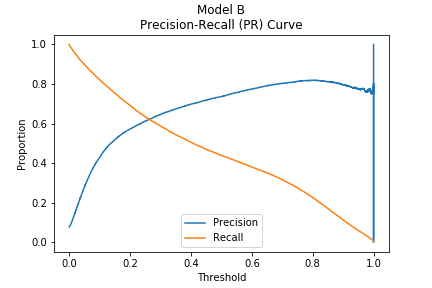 Model B
Precision-Recall (PR) Curve
1.0
0.8
0.6
0.4
0.2
0.0
Proportion
Precision
Recall
0.0 0.2 0.4 0.6 0.8 1.0
Threshold